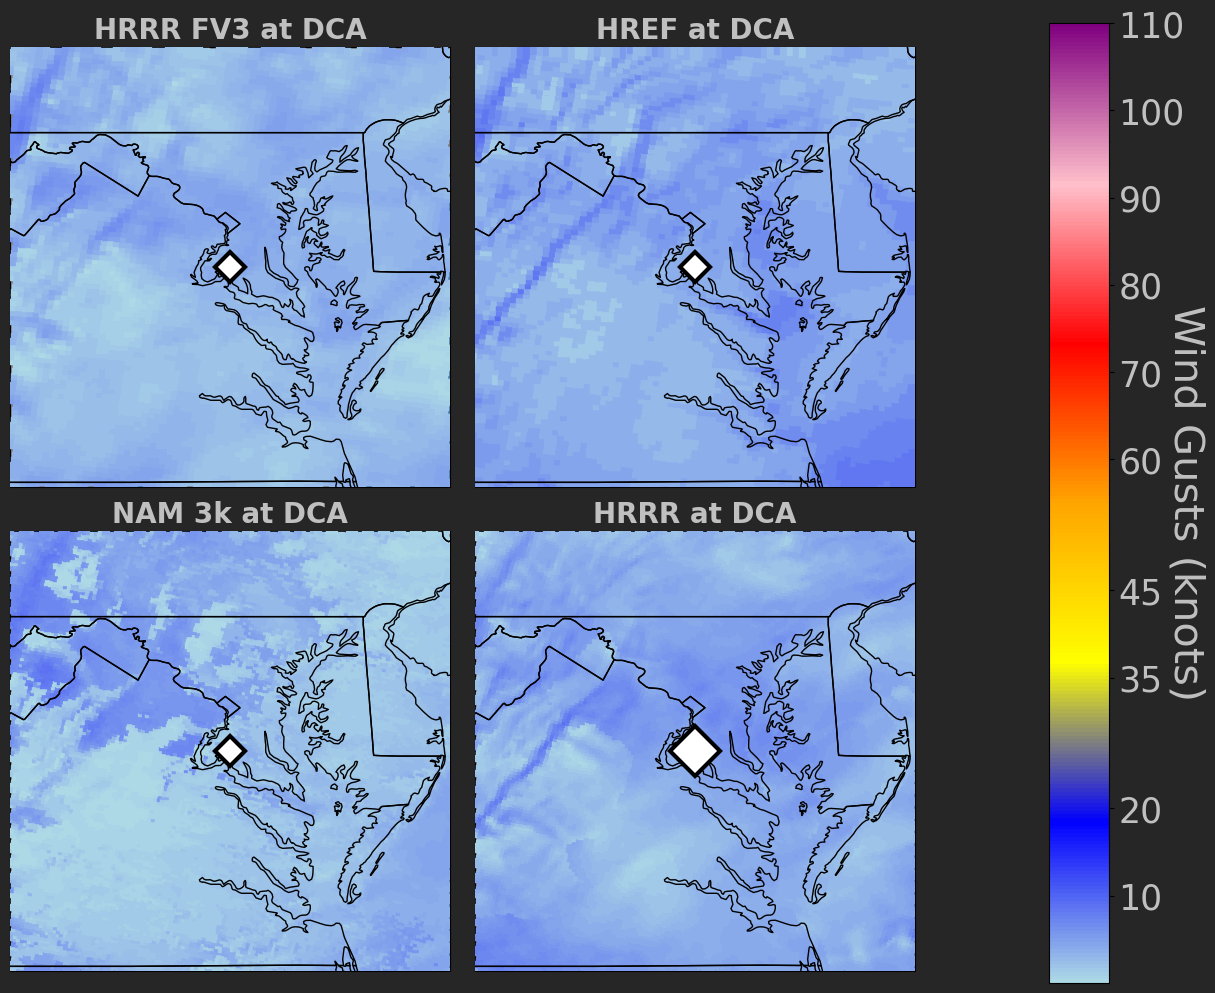 HRRR FV3 at DCA
HREF at DCA
NAM 3k at DCA
HRRR at DCA
110
100
90
80
70
60
45
35
20
10
Wind Gusts (knots)